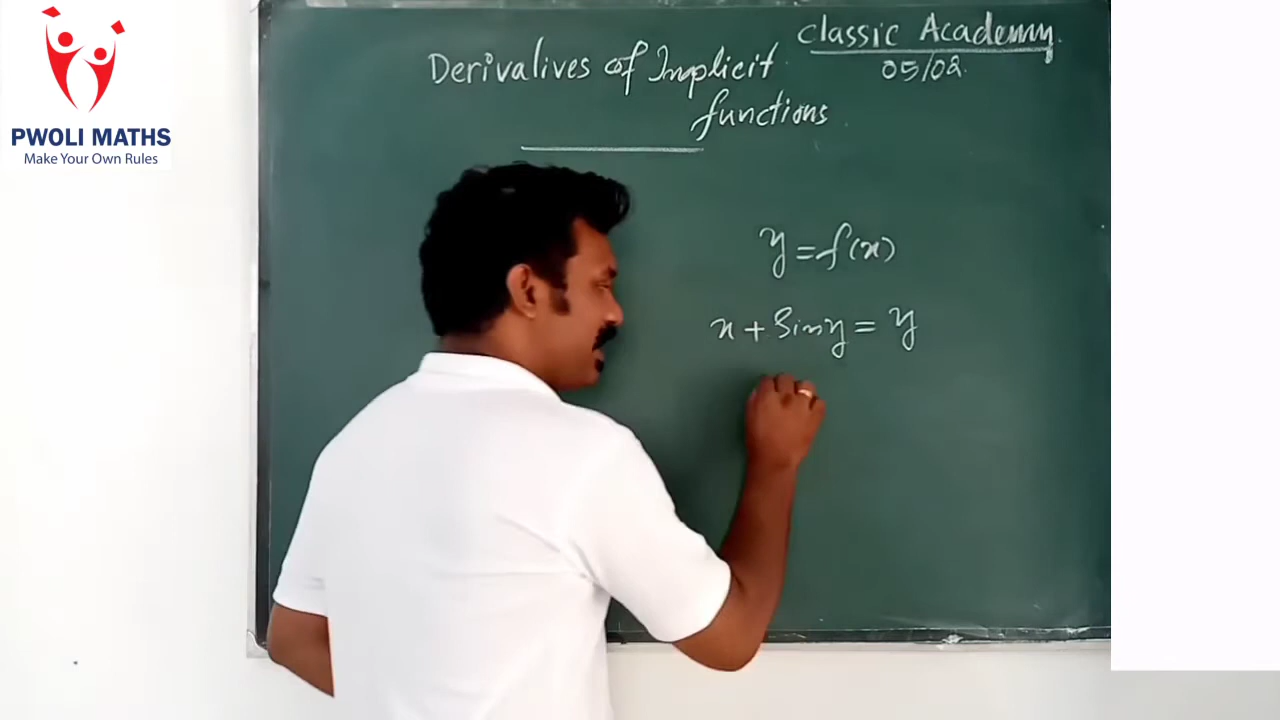 PWOLI MATHS
Make Your Own Rules
classic Academy
05/02
Derivalives of Implicit
functions
y = f(x)
x + Siny = y